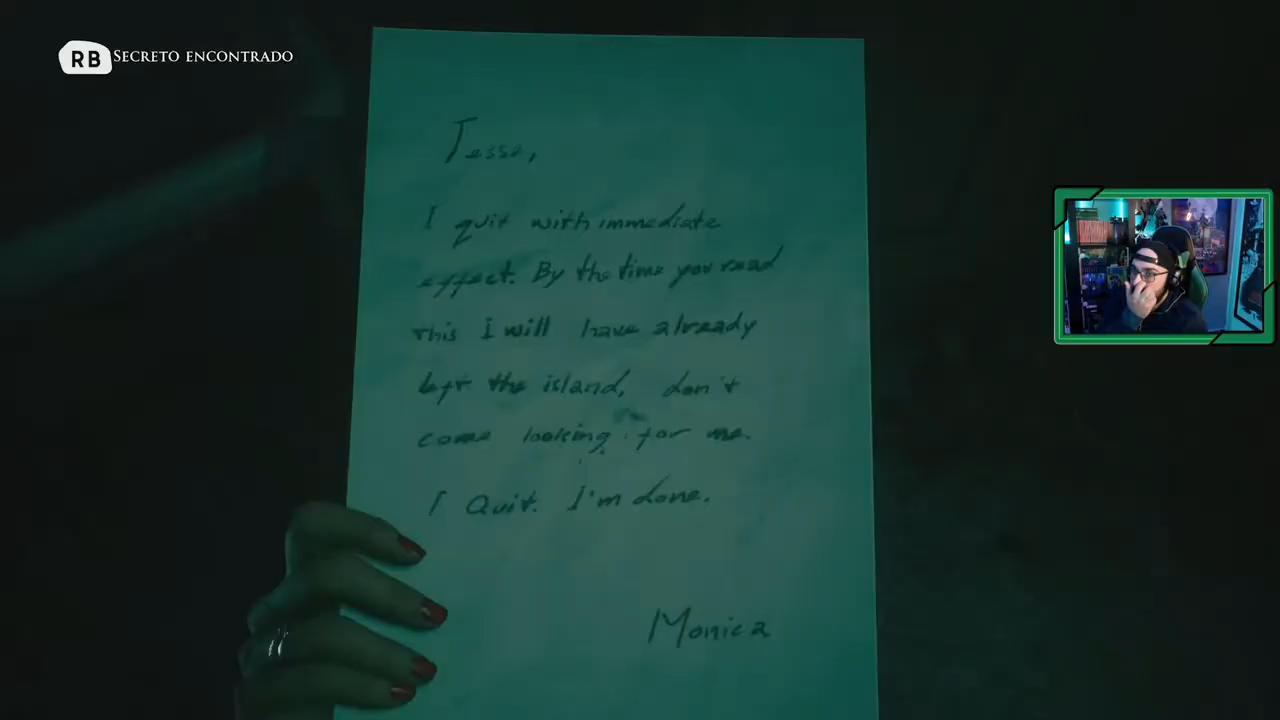 RB SECRETO ENCONTRADO
Tessa,
I quit with immediate
effect. By the time you read
this I will have already
left the island, don't
come looking for me.
I Quit. I'm done.
Monica